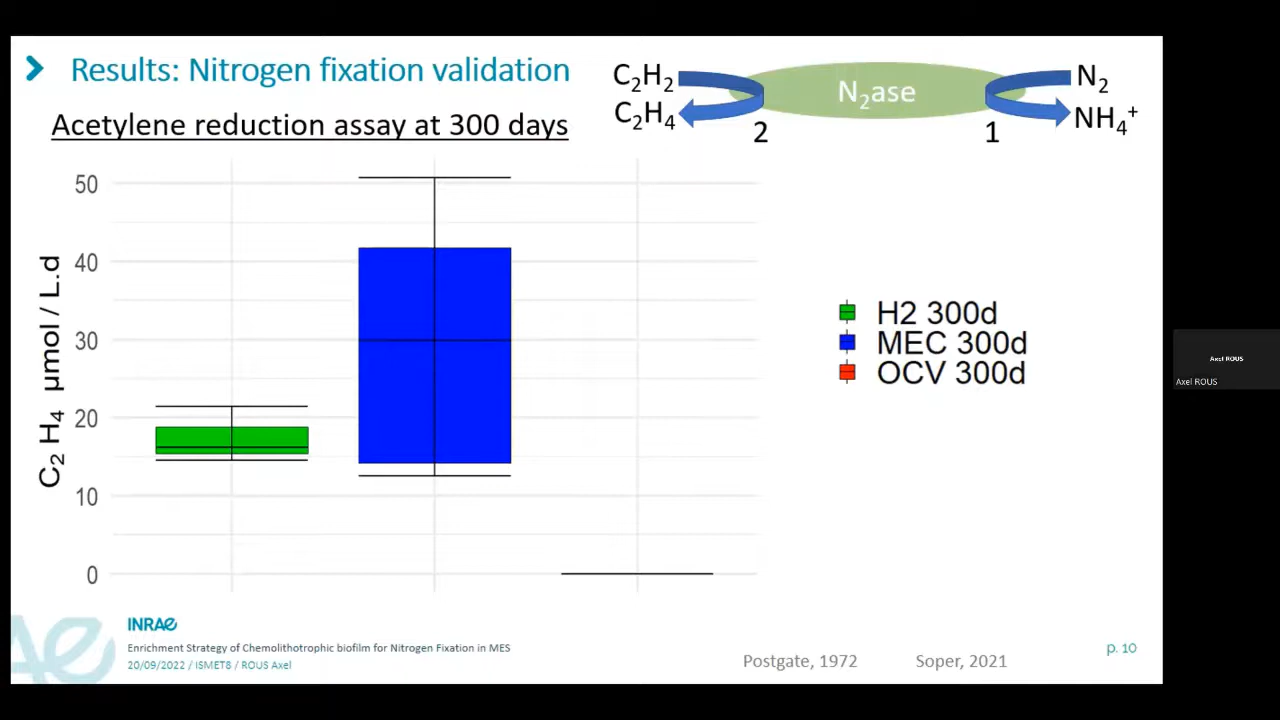 Results: Nitrogen fixation validation
Acetylene reduction assay at 300 days
C₂H₂
C₂H₄
2
N₂ase
1
N₂
NH₄⁺
C₂ H₄ µmol / L.d
50
40
30
20
10
0
H2 300d
MEC 300d
OCV 300d
Axel ROUS
Axel ROUS
INRAE
Enrichment Strategy of Chemolithotrophic biofilm for Nitrogen Fixation in MES
20/09/2022 / ISMET8 / ROUS Axel
Postgate, 1972
Soper, 2021
p. 10